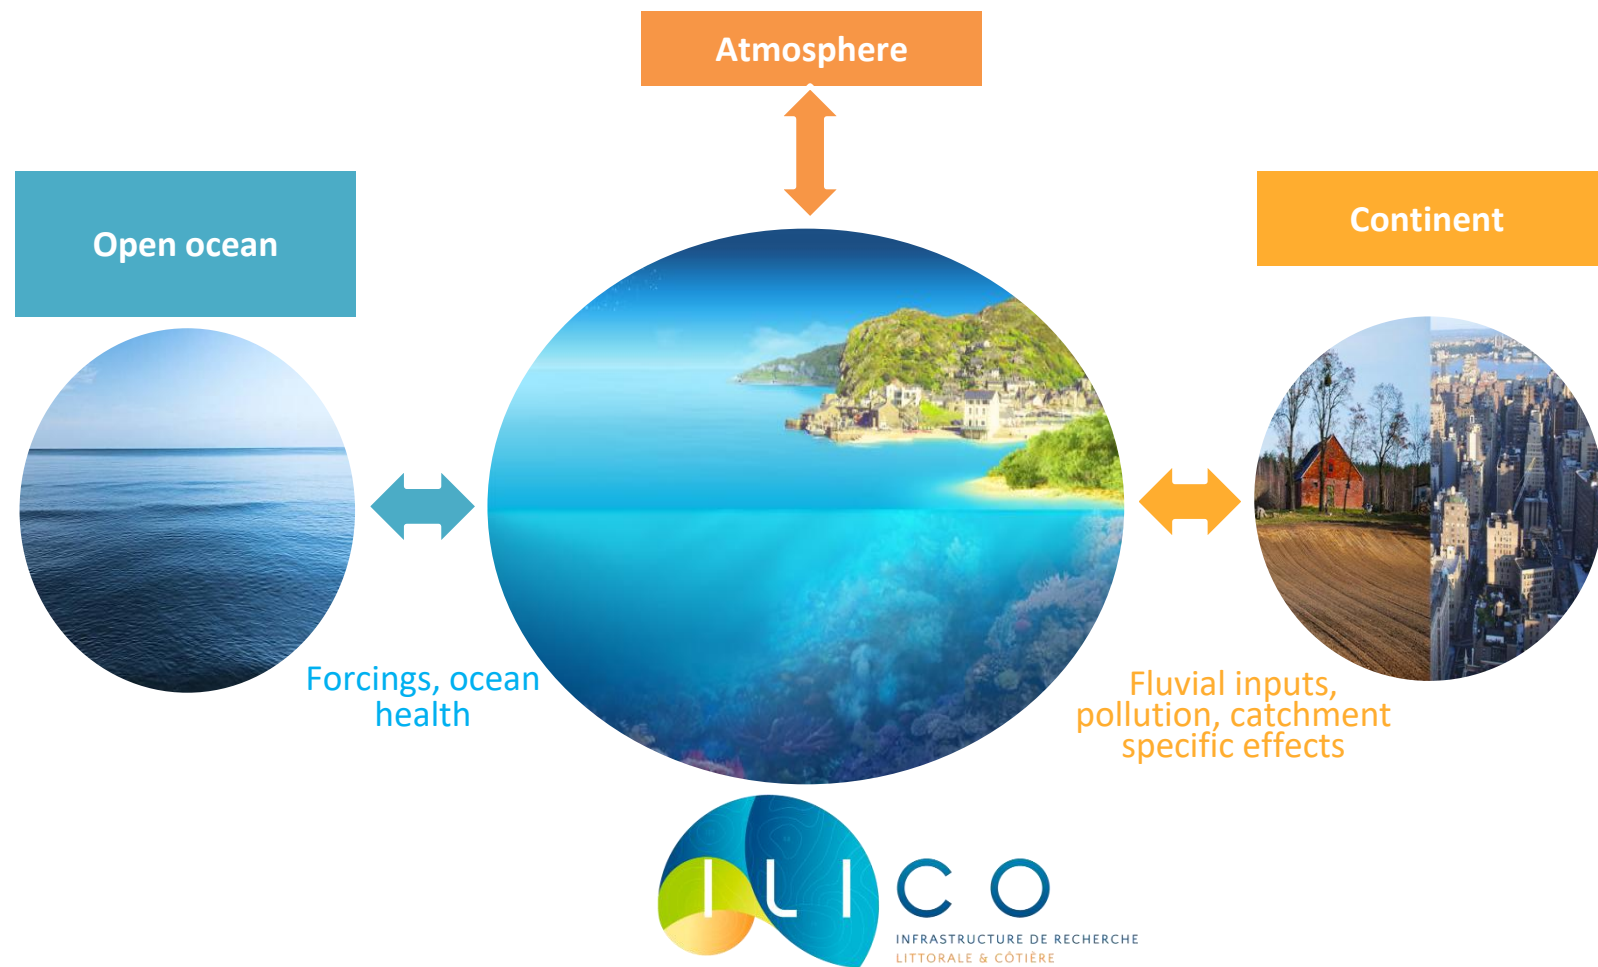 Atmosphere
Open ocean
Continent
Forcings, ocean
health
Fluvial inputs,
pollution, catchment
specific effects
ILICO
INFRASTRUCTURE DE RECHERCHE
LITTORALE & CÔTIÈRE